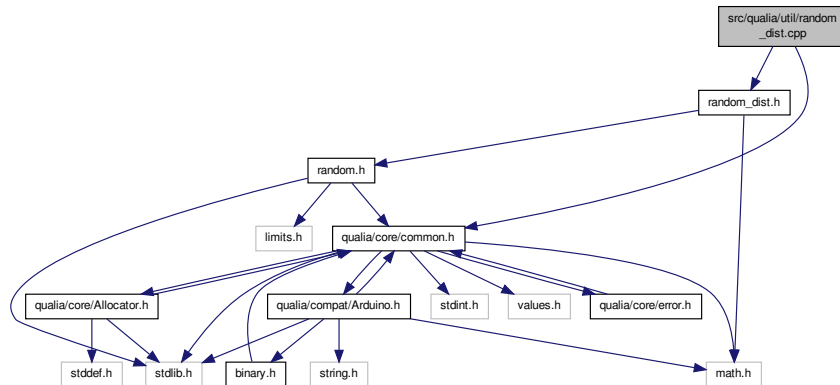 src/qualia/util/random
_dist.cpp
random_dist.h
random.h
limits.h
qualia/core/common.h
qualia/core/Allocator.h
qualia/compat/Arduino.h
stdint.h
values.h
qualia/core/error.h
stddef.h
stdlib.h
binary.h
string.h
math.h